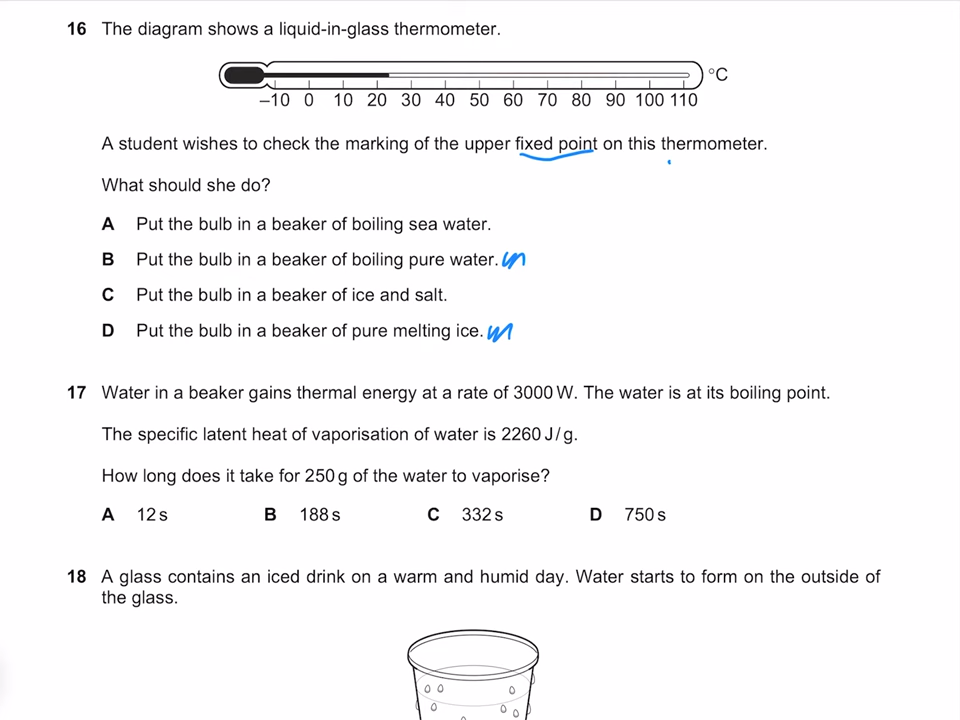 16 The diagram shows a liquid-in-glass thermometer.
°C
–10 0 10 20 30 40 50 60 70 80 90 100 110
A student wishes to check the marking of the upper fixed point on this thermometer.
What should she do?
A Put the bulb in a beaker of boiling sea water.
B Put the bulb in a beaker of boiling pure water.
C Put the bulb in a beaker of ice and salt.
D Put the bulb in a beaker of pure melting ice.
17 Water in a beaker gains thermal energy at a rate of 3000 W. The water is at its boiling point.
The specific latent heat of vaporisation of water is 2260 J/g.
How long does it take for 250 g of the water to vaporise?
A 12 s B 188 s C 332 s D 750 s
18 A glass contains an iced drink on a warm and humid day. Water starts to form on the outside of
the glass.